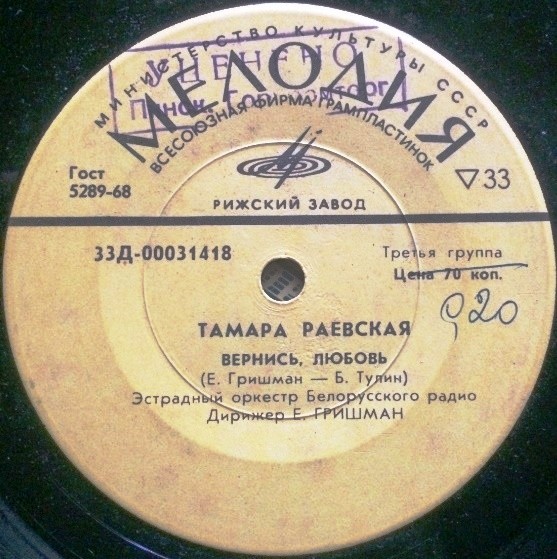 МИНИСТЕРСТВО КУЛЬТУРЫ СССР
УЦЕНЕНО
МЕЛОДИЯ
ВСЕСОЮЗНАЯ ФИРМА ГРАМПЛАСТИНОК
Гост
5289-68
▽33
РИЖСКИЙ ЗАВОД
33Д-00031418
Третья группа
Цена 70 коп.
ТАМАРА РАЕВСКАЯ
ВЕРНИСЬ, ЛЮБОВЬ
(Е. Гришман — Б. Тулин)
Эстрадный оркестр Белорусского радио
Дирижер Е. ГРИШМАН